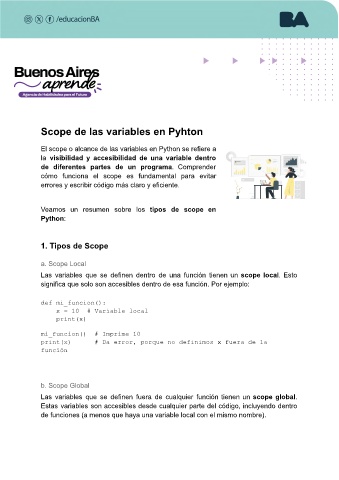 /educacionBA
BA
Buenos Aires
aprende
Agencia de Habilidades para el Futuro
Scope de las variables en Pyhton
El scope o alcance de las variables en Python se refiere a
la visibilidad y accesibilidad de una variable dentro
de diferentes partes de un programa. Comprender
cómo funciona el scope es fundamental para evitar
errores y escribir código más claro y eficiente.
Veamos un resumen sobre los tipos de scope en
Python:
1. Tipos de Scope
a. Scope Local
Las variables que se definen dentro de una función tienen un scope local. Esto
significa que solo son accesibles dentro de esa función. Por ejemplo:
def mi_funcion():
x = 10 # Variable local
print(x)
mi_funcion() # Imprime 10
print(x) # Da error, porque no definimos x fuera de la
función
b. Scope Global
Las variables que se definen fuera de cualquier función tienen un scope global.
Estas variables son accesibles desde cualquier parte del código, incluyendo dentro
de funciones (a menos que haya una variable local con el mismo nombre).